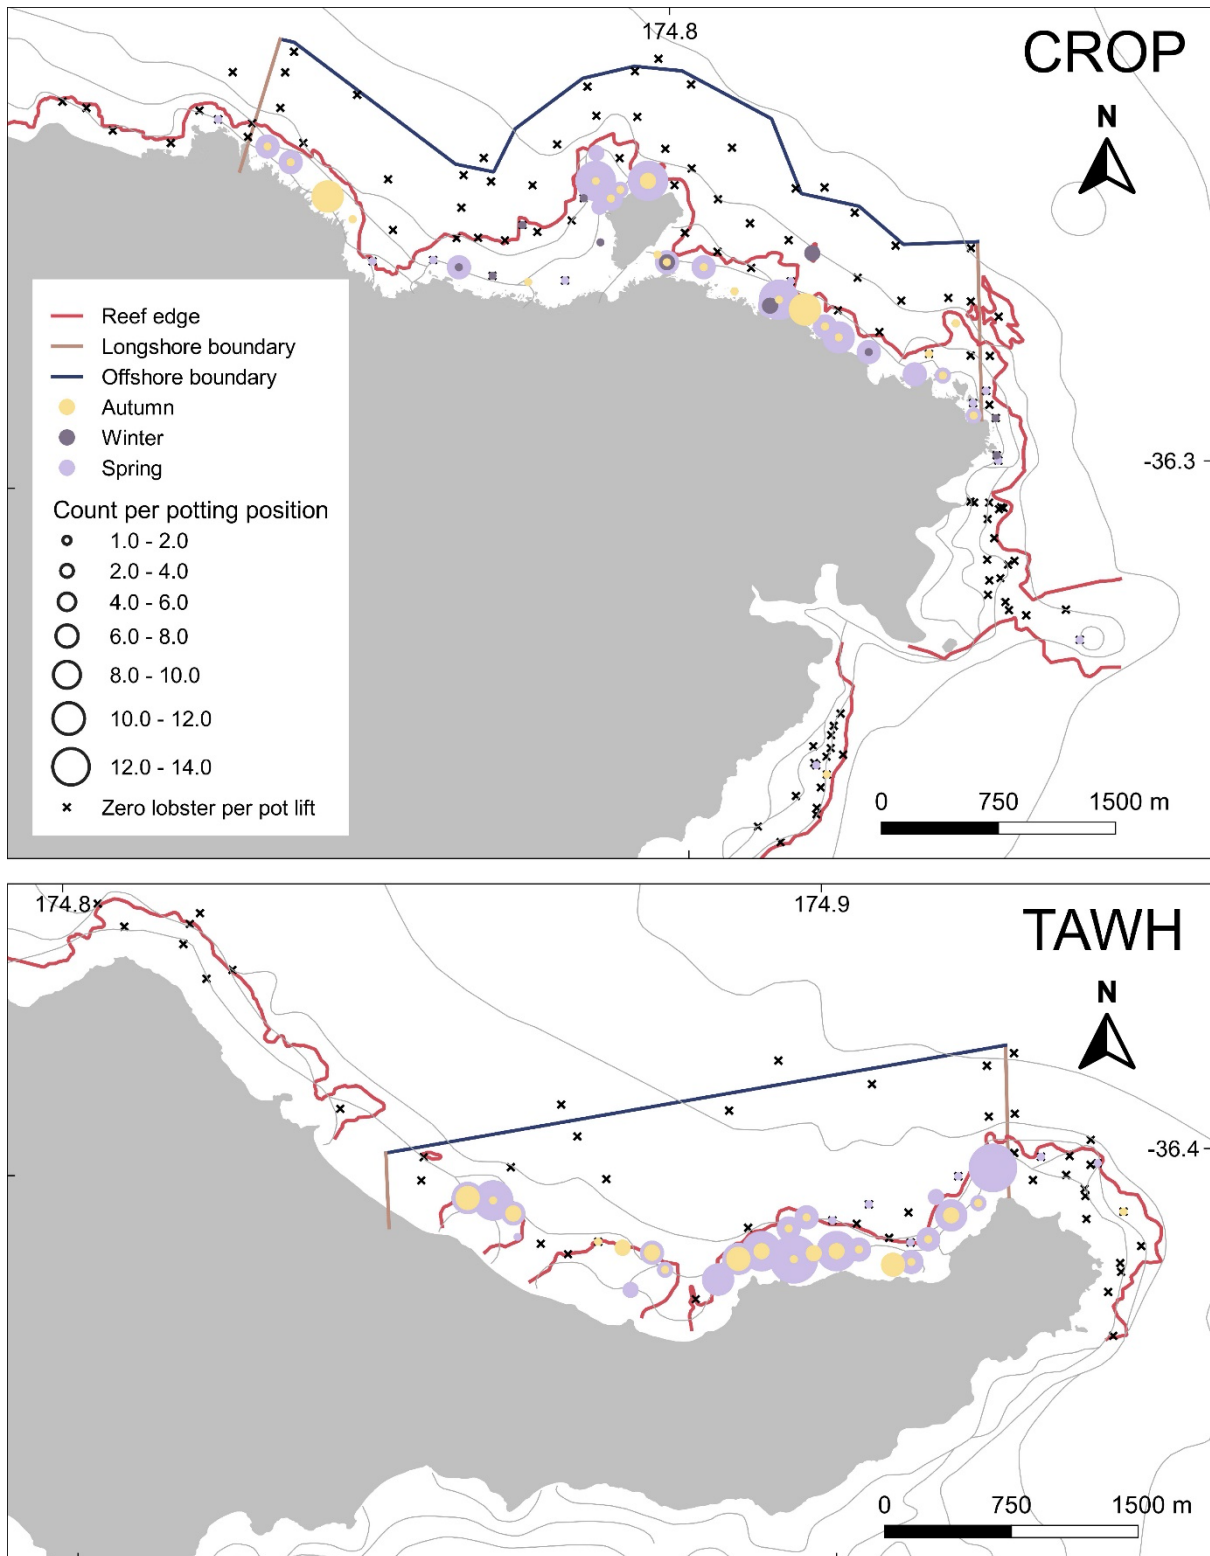 174.8
CROP
N
Reef edge
Longshore boundary
Offshore boundary
Autumn
Winter
Spring
Count per potting position
1.0 - 2.0
2.0 - 4.0
4.0 - 6.0
6.0 - 8.0
8.0 - 10.0
10.0 - 12.0
12.0 - 14.0
Zero lobster per pot lift
-36.3
0 750 1500 m
174.8
174.9
TAWH
N
-36.4
0 750 1500 m